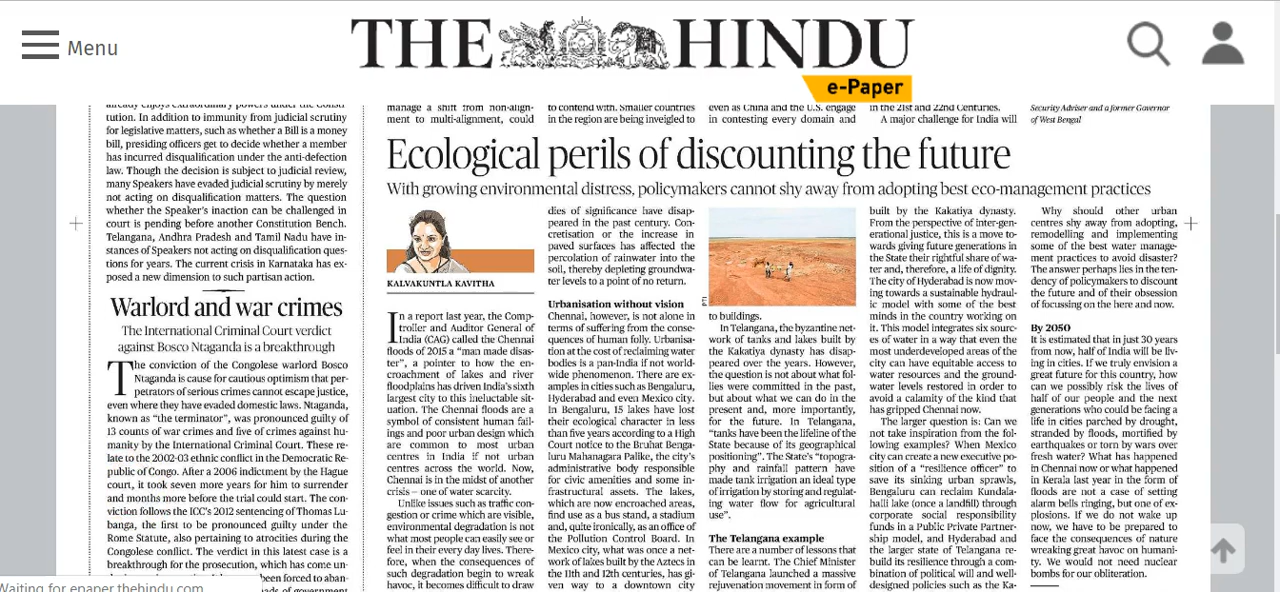 Menu
THE HINDU
e-Paper
already enjoys extraordinary powers under the Consti-
tution. In addition to immunity from judicial scrutiny
for legislative matters, such as whether a Bill is a money
bill, presiding officers get to decide whether a member
has incurred disqualification under the anti-defection
law. Though the decision is subject to judicial review,
many Speakers have evaded judicial scrutiny by merely
not acting on disqualification matters. The question
whether the Speaker's inaction can be challenged in
court is pending before another Constitution Bench.
Telangana, Andhra Pradesh and Tamil Nadu have in-
stances of Speakers not acting on disqualification ques-
tions for years. The current crisis in Karnataka has ex-
posed a new dimension to such partisan action.
Warlord and war crimes
The International Criminal Court verdict
against Bosco Ntaganda is a breakthrough
The conviction of the Congolese warlord Bosco
Ntaganda is cause for cautious optimism that per-
petrators of serious crimes cannot escape justice,
even where they have evaded domestic laws. Ntaganda,
known as “the terminator”, was pronounced guilty of
13 counts of war crimes and five of crimes against hu-
manity by the International Criminal Court. These re-
late to the 2002-03 ethnic conflict in the Democratic Re-
public of Congo. After a 2006 indictment by the Hague
court, it took seven more years for him to surrender
and months more before the trial could start. The con-
viction follows the ICC's 2012 sentencing of Thomas Lu-
banga, the first to be pronounced guilty under the
Rome Statute, also pertaining to atrocities during the
Congolese conflict. The verdict in this latest case is a
breakthrough for the prosecution, which has come un-
been forced to aban-
ads of government
Waiting for epaper.thehindu.com
manage a shift from non-align-
ment to multi-alignment, could
to contend with. Smaller countries
in the region are being inveigled to
even as China and the U.S. engage
in contesting every domain and
in the 21st and 22nd Centuries.
A major challenge for India will
Security Adviser and a former Governor
of West Bengal
Ecological perils of discounting the future
With growing environmental distress, policymakers cannot shy away from adopting best eco-management practices
KALVAKUNTLA KAVITHA
In a report last year, the Comp-
troller and Auditor General of
India (CAG) called the Chennai
floods of 2015 a “man made disas-
ter”, a pointer to how the en-
croachment of lakes and river
floodplains has driven India's sixth
largest city to this ineluctable sit-
uation. The Chennai floods are a
symbol of consistent human fail-
ings and poor urban design which
are common to most urban
centres in India if not urban
centres across the world. Now,
Chennai is in the midst of another
crisis — one of water scarcity.
Unlike issues such as traffic con-
gestion or crime which are visible,
environmental degradation is not
what most people can easily see or
feel in their every day lives. There-
fore, when the consequences of
such degradation begin to wreak
havoc, it becomes difficult to draw
dies of significance have disap-
peared in the past century. Con-
cretisation or the increase in
paved surfaces has affected the
percolation of rainwater into the
soil, thereby depleting groundwa-
ter levels to a point of no return.
Urbanisation without vision
Chennai, however, is not alone in
terms of suffering from the conse-
quences of human folly. Urbanisa-
tion at the cost of reclaiming water
bodies is a pan-India if not world-
wide phenomenon. There are ex-
amples in cities such as Bengaluru,
Hyderabad and even Mexico city.
In Bengaluru, 15 lakes have lost
their ecological character in less
than five years according to a High
Court notice to the Bruhat Benga-
luru Mahanagara Palike, the city's
administrative body responsible
for civic amenities and some in-
frastructural assets. The lakes,
which are now encroached areas,
find use as a bus stand, a stadium
and, quite ironically, as an office of
the Pollution Control Board. In
Mexico city, what was once a net-
work of lakes built by the Aztecs in
the 11th and 12th centuries, has gi-
ven way to a downtown city
PTI
to buildings.
In Telangana, the byzantine net-
work of tanks and lakes built by
the Kakatiya dynasty has disap-
peared over the years. However,
the question is not about what fol-
lies were committed in the past,
but about what we can do in the
present and, more importantly,
for the future. In Telangana,
“tanks have been the lifeline of the
State because of its geographical
positioning”. The State's “topogra-
phy and rainfall pattern have
made tank irrigation an ideal type
of irrigation by storing and regulat-
ing water flow for agricultural
use”.
The Telangana example
There are a number of lessons that
can be learnt. The Chief Minister
of Telangana launched a massive
rejuvenation movement in form of
built by the Kakatiya dynasty.
From the perspective of inter-gen-
erational justice, this is a move to-
wards giving future generations in
the State their rightful share of wa-
ter and, therefore, a life of dignity.
The city of Hyderabad is now mov-
ing towards a sustainable hydraul-
ic model with some of the best
minds in the country working on
it. This model integrates six sourc-
es of water in a way that even the
most underdeveloped areas of the
city can have equitable access to
water resources and the ground-
water levels restored in order to
avoid a calamity of the kind that
has gripped Chennai now.
The larger question is: Can we
not take inspiration from the fol-
lowing examples? When Mexico
city can create a new executive po-
sition of a “resilience officer” to
save its sinking urban sprawls,
Bengaluru can reclaim Kundala-
halli lake (once a landfill) through
corporate social responsibility
funds in a Public Private Partner-
ship model, and Hyderabad and
the larger state of Telangana re-
build its resilience through a com-
bination of political will and well-
designed policies such as the Ka-
Why should other urban
centres shy away from adopting,
remodelling and implementing
some of the best water manage-
ment practices to avoid disaster?
The answer perhaps lies in the ten-
dency of policymakers to discount
the future and of their obsession
of focussing on the here and now.
By 2050
It is estimated that in just 30 years
from now, half of India will be liv-
ing in cities. If we truly envision a
great future for this country, how
can we possibly risk the lives of
half of our people and the next
generations who could be facing a
life in cities parched by drought,
stranded by floods, mortified by
earthquakes or torn by wars over
fresh water? What has happened
in Chennai now or what happened
in Kerala last year in the form of
floods are not a case of setting
alarm bells ringing, but one of ex-
plosions. If we do not wake up
now, we have to be prepared to
face the consequences of nature
wreaking great havoc on humani-
ty. We would not need nuclear
bombs for our obliteration.